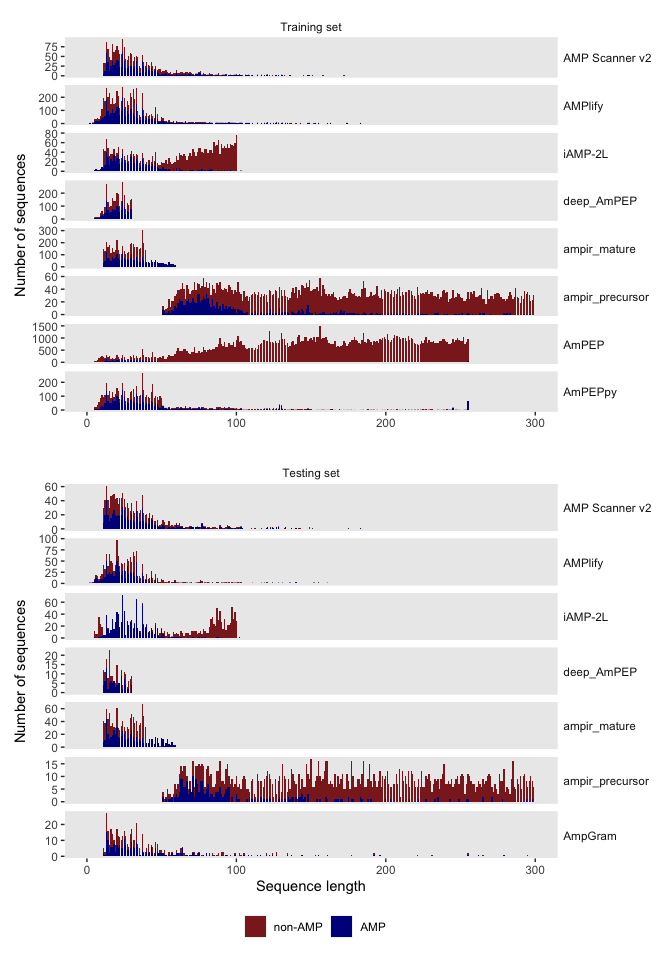 Training set
Number of sequences
75
50
25
0
AMP Scanner v2
200
100
0
AMPlify
80
60
40
20
0
iAMP-2L
200
100
0
deep_AmPEP
300
200
100
0
ampir_mature
60
40
20
0
ampir_precursor
1500
1000
500
0
AmPEP
200
100
0
AmPEPpy
0 100 200 300
Testing set
Number of sequences
60
40
20
0
AMP Scanner v2
100
75
50
25
0
AMPlify
60
40
20
0
iAMP-2L
20
15
10
5
0
deep_AmPEP
60
40
20
0
ampir_mature
15
10
5
0
ampir_precursor
20
10
0
AmpGram
0 100 200 300
Sequence length
non-AMP AMP